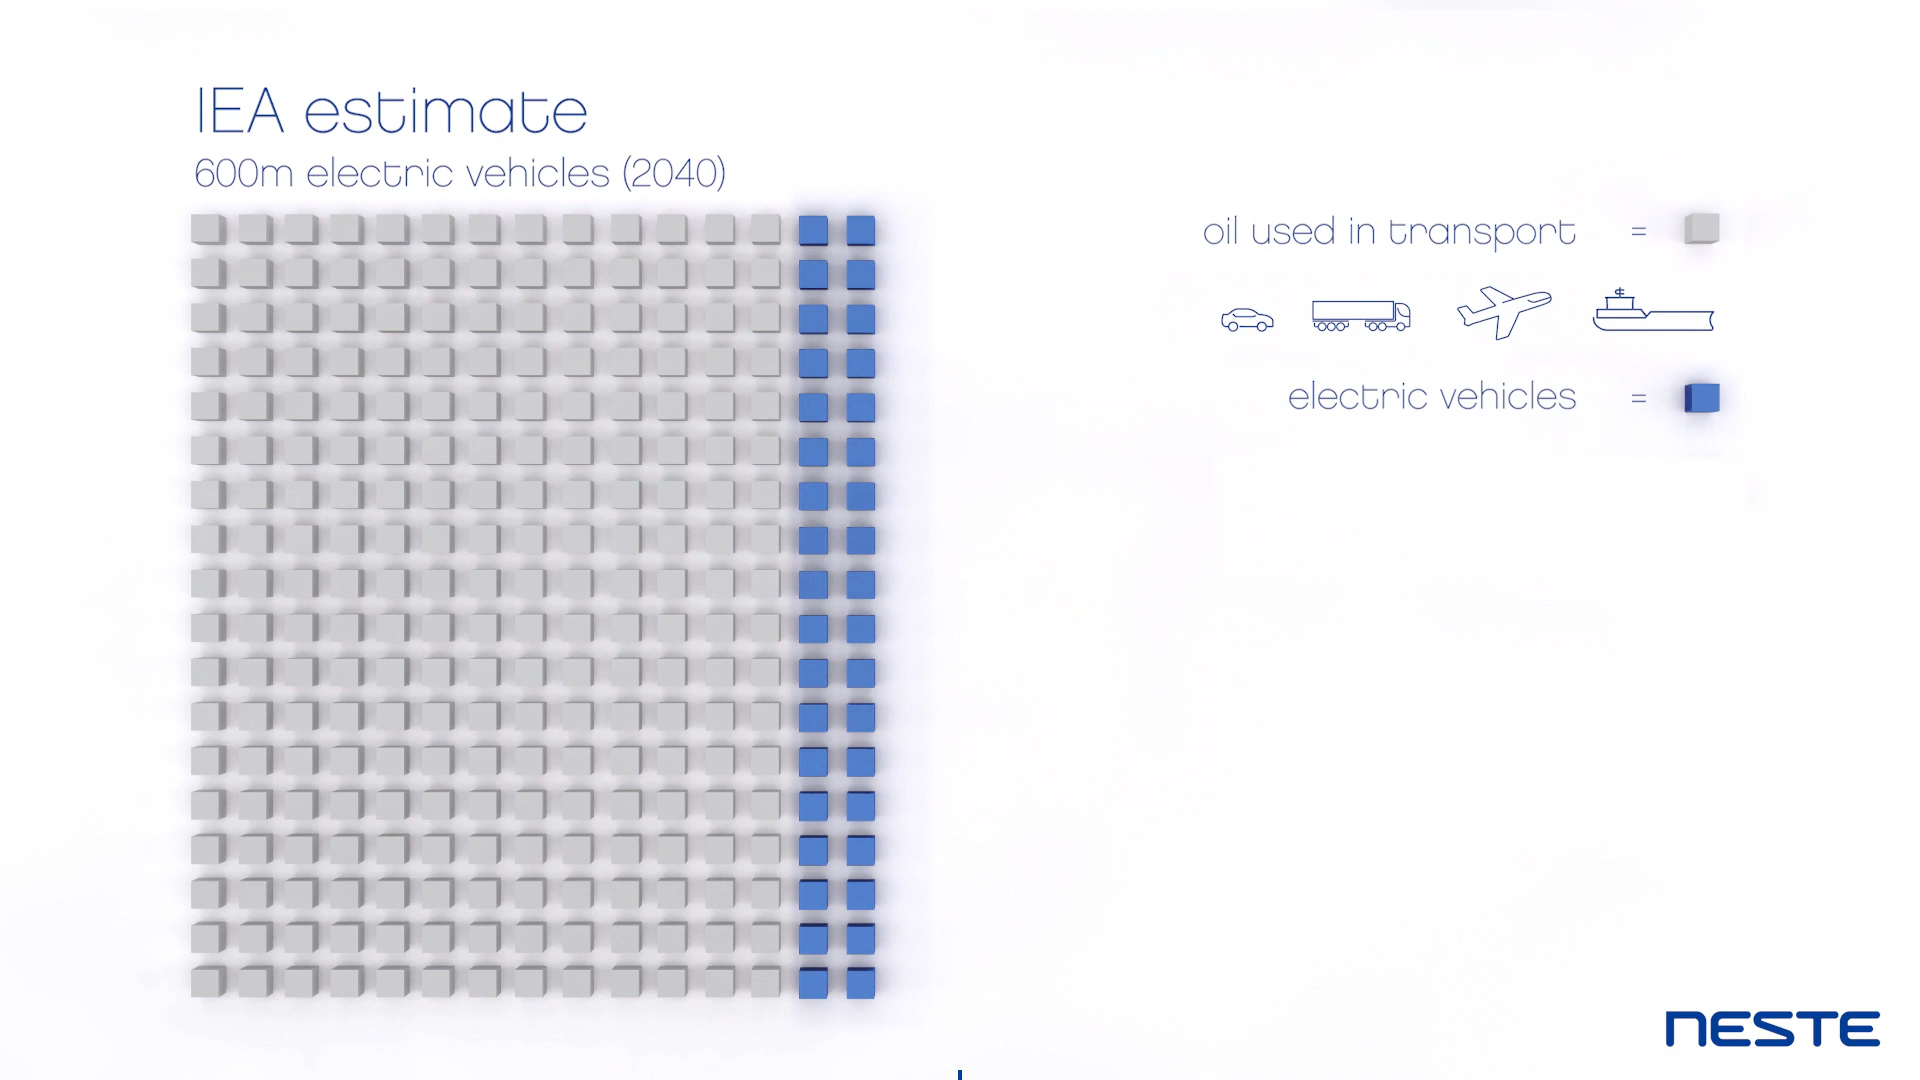 IEA estimate
600m electric vehicles (2040)
oil used in transport =
electric vehicles =
NESTE